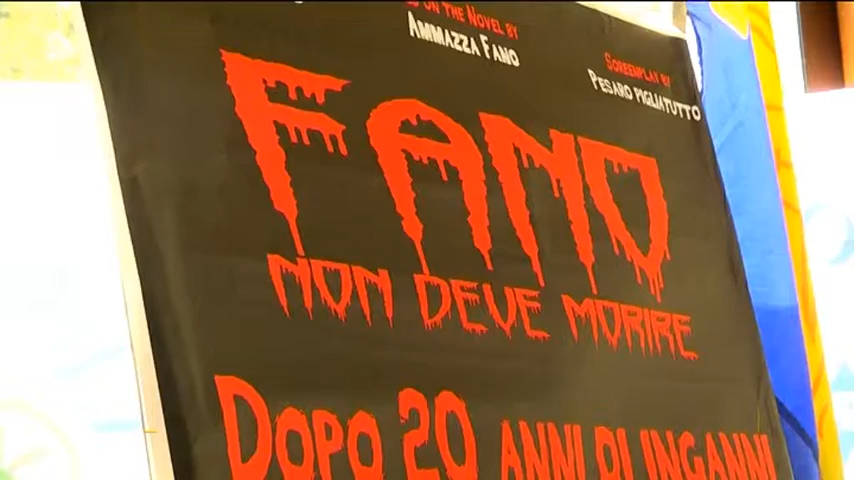 ON THE NOVEL BY
AMMAZZA FANO
SCREENPLAY BY
PESARO PIGLIATUTTO
FANO
NON DEVE MORIRE
DOPO 20 ANNI DI INGANNI